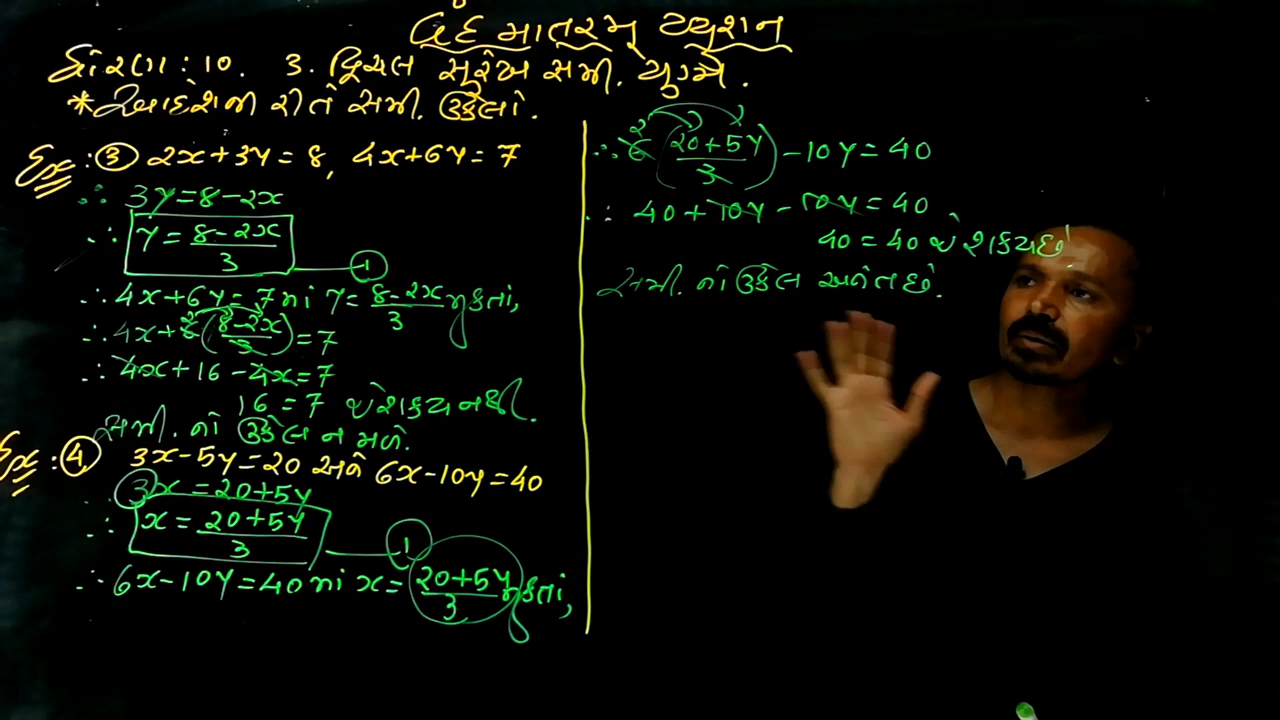 વંદે માતરમ્ ટ્યુશન
ધોરણ : 10. 3. દ્વિચલ સુરેખ સમી. યુગ્મો.
* આદેશની રીતે સમી. ઉકેલો.
Ex : ③ 2x+3y=8, 4x+6y=7
∴ 3y=8-2x
∴ y = 8-2x / 3 ①
∴ 4x+6y=7 માં y = 8-2x / 3 મુકતાં,
∴ 4x+6 2 (8-2x / 3) = 7
∴ 4x+16-4x=7
16=7 જે શક્ય નથી.
સમી. નો ઉકેલ ન મળે.
Ex : ④ 3x-5y=20 અને 6x-10y=40
∴ 3x=20+5y
∴ x = 20+5y / 3 ①
∴ 6x-10y=40 માં x = 20+5y / 3 મુકતાં,
∴ 6 2 (20+5y / 3) -10y=40
∴ 40+10y-10y=40
40=40 જે શક્ય છે.
સમી. નો ઉકેલ અનંત છે.